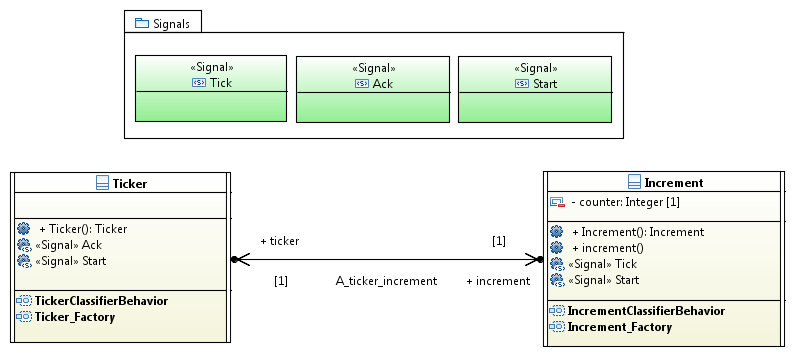 Signals
«Signal»
Tick
«Signal»
Ack
«Signal»
Start
Ticker
+ Ticker(): Ticker
«Signal» Ack
«Signal» Start
TickerClassifierBehavior
Ticker_Factory
+ ticker
[1]
[1]
A_ticker_increment
+ increment
Increment
- counter: Integer [1]
+ Increment(): Increment
+ increment()
«Signal» Tick
«Signal» Start
IncrementClassifierBehavior
Increment_Factory